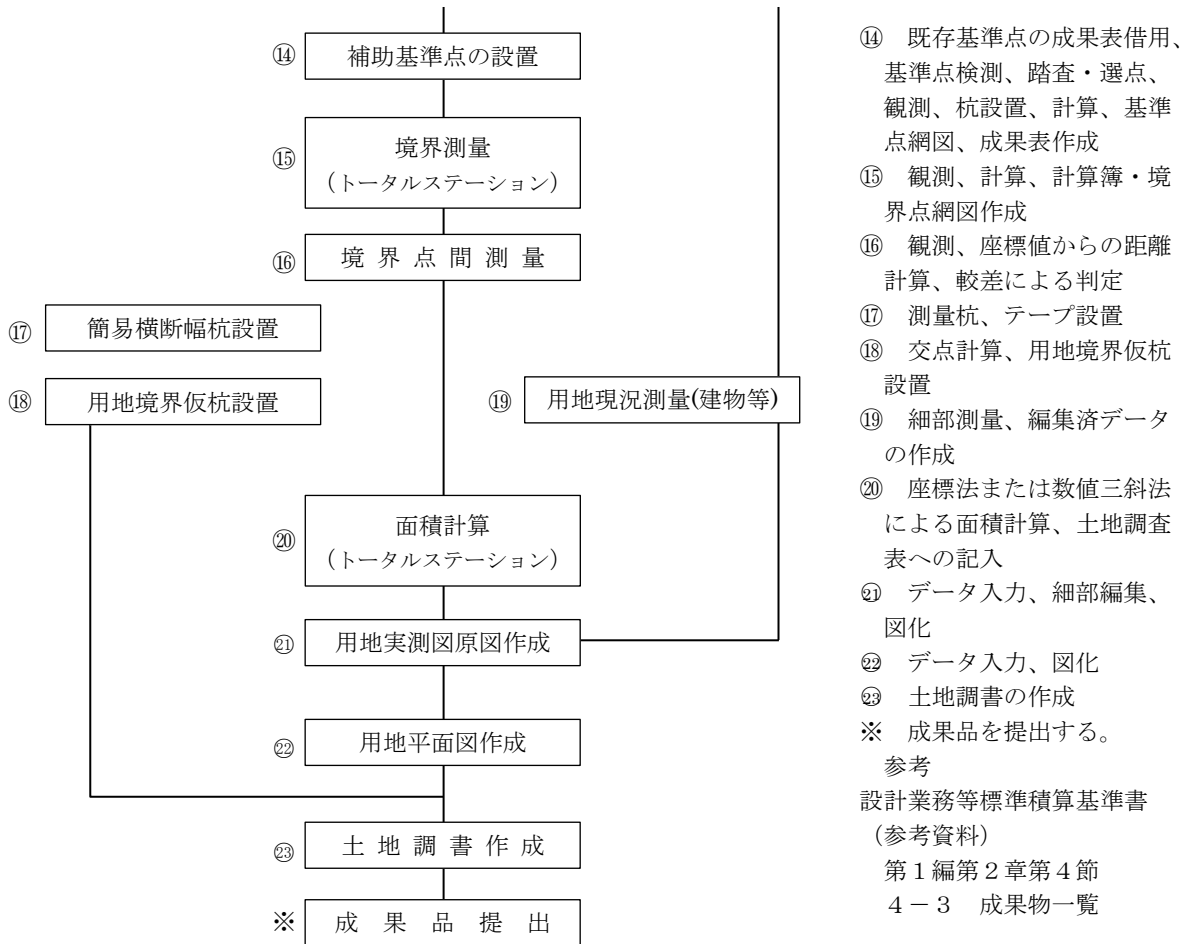 ⑭ 補助基準点の設置
⑮ 境界測量
(トータルステーション)
⑯ 境界点間測量
⑰ 簡易横断幅杭設置
⑱ 用地境界仮杭設置
⑲ 用地現況測量(建物等)
⑳ 面積計算
(トータルステーション)
㉑ 用地実測図原図作成
㉒ 用地平面図作成
㉓ 土地調書作成
※ 成果品提出
⑭ 既存基準点の成果表借用、
基準点検測、踏査・選点、
観測、杭設置、計算、基準
点網図、成果表作成
⑮ 観測、計算、計算簿・境
界点網図作成
⑯ 観測、座標値からの距離
計算、較差による判定
⑰ 測量杭、テープ設置
⑱ 交点計算、用地境界仮杭
設置
⑲ 細部測量、編集済データ
の作成
⑳ 座標法または数値三斜法
による面積計算、土地調査
表への記入
㉑ データ入力、細部編集、
図化
㉒ データ入力、図化
㉓ 土地調書の作成
※ 成果品を提出する。
参考
設計業務等標準積算基準書
(参考資料)
第1編第2章第4節
4-3 成果物一覧